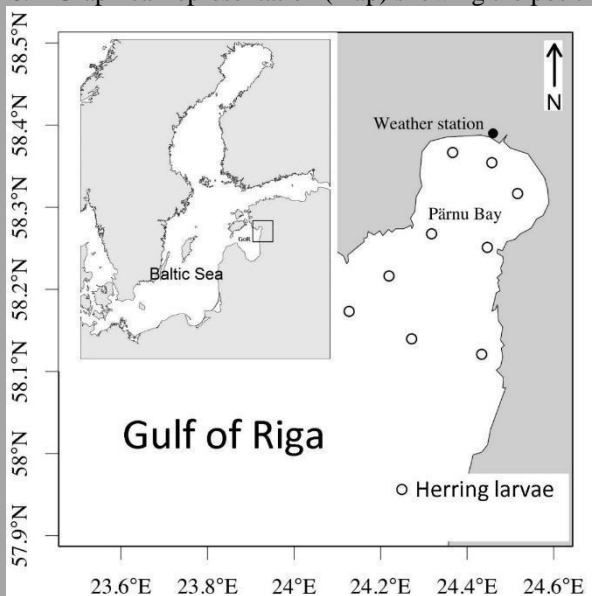 58.5°N
58.4°N
58.3°N
58.2°N
58.1°N
58°N
57.9°N
N
Weather station
Pärnu Bay
GoR
Baltic Sea
Gulf of Riga
Herring larvae
23.6°E 23.8°E 24°E 24.2°E 24.4°E 24.6°E